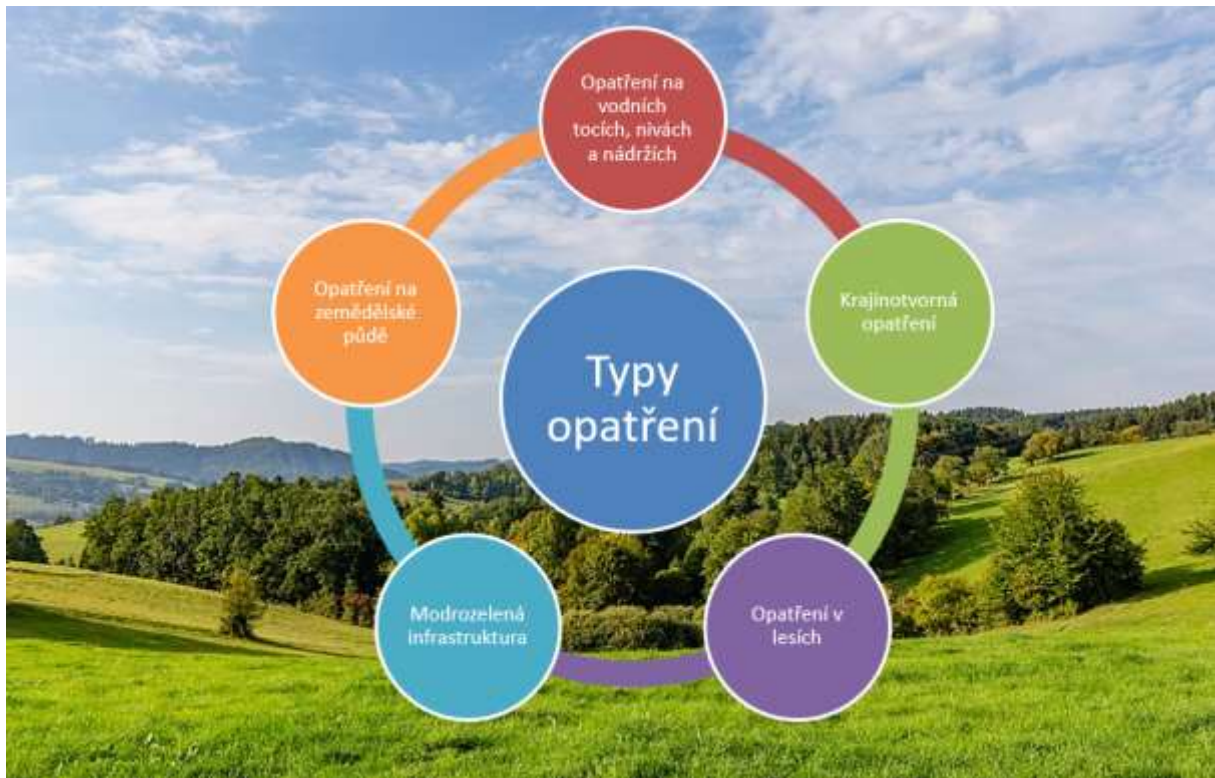 Opatření na
vodních
tocích, nivách
a nádržích
Krajinotvorná
opatření
Opatření v
lesích
Modrozelená
infrastruktura
Opatření na
zemědělské
půdě
Typy
opatření